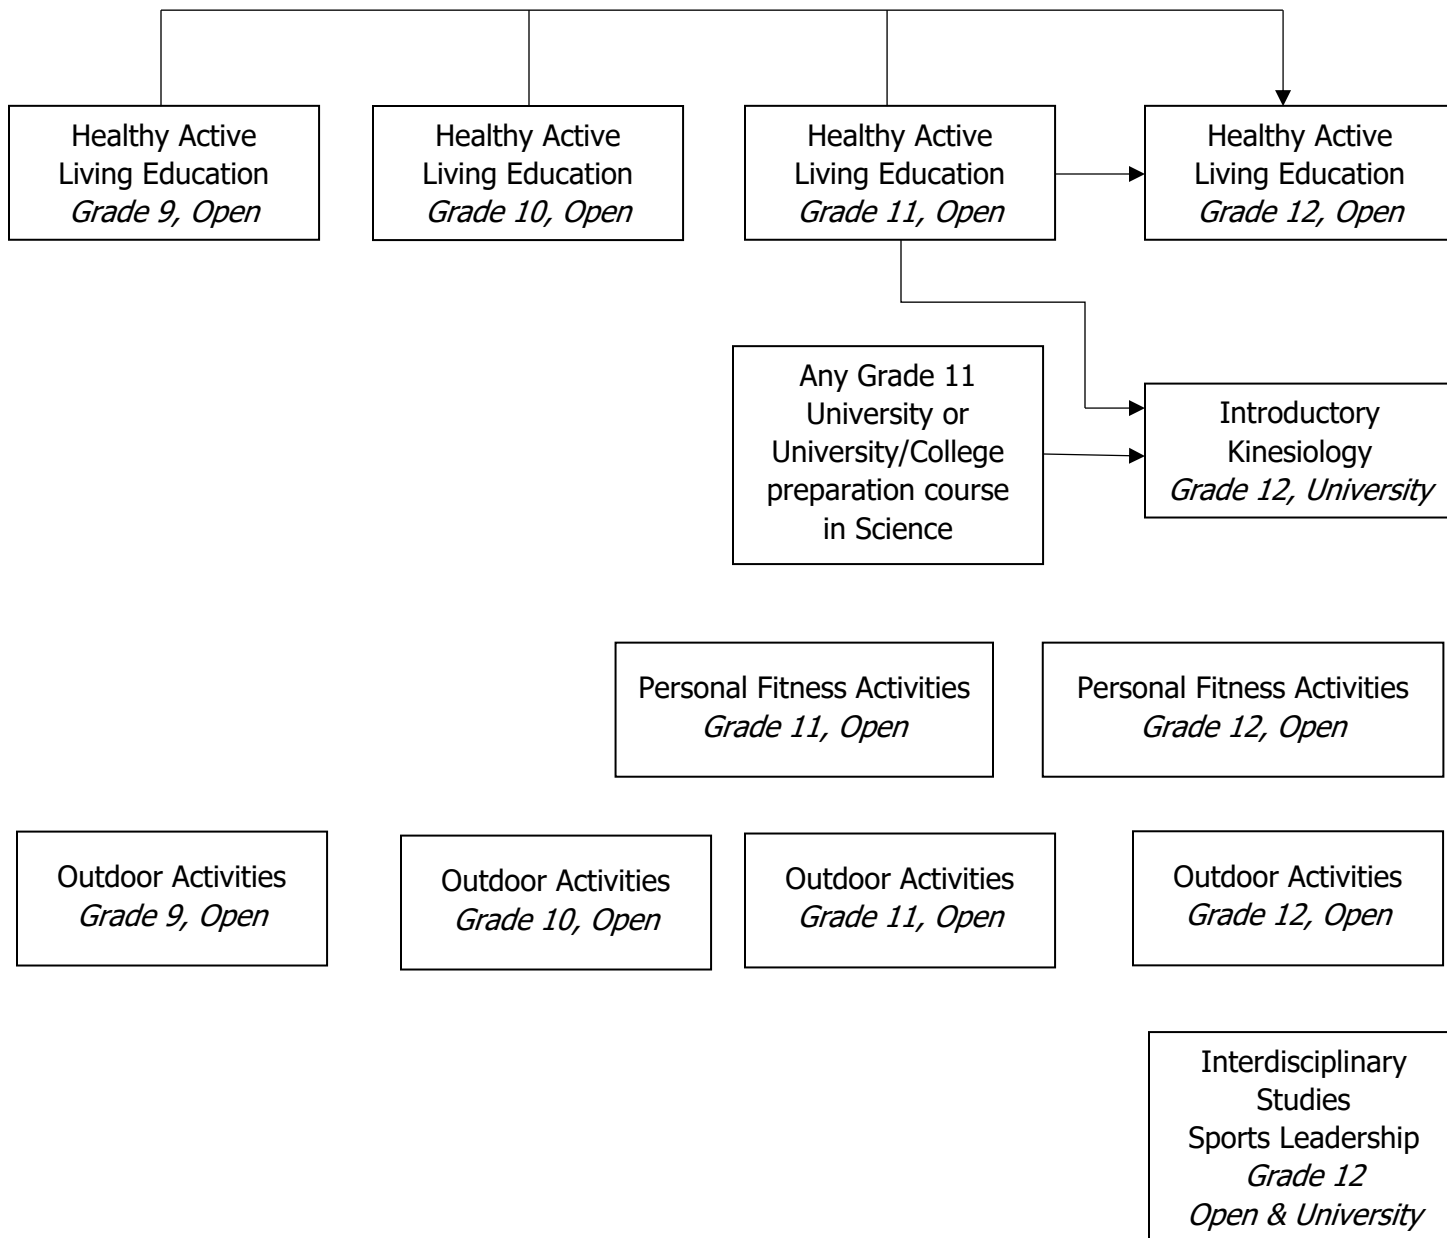 Healthy Active
Living Education
Grade 9, Open
Healthy Active
Living Education
Grade 10, Open
Healthy Active
Living Education
Grade 11, Open
Healthy Active
Living Education
Grade 12, Open
Any Grade 11
University or
University/College
preparation course
in Science
Introductory
Kinesiology
Grade 12, University
Personal Fitness Activities
Grade 11, Open
Personal Fitness Activities
Grade 12, Open
Outdoor Activities
Grade 9, Open
Outdoor Activities
Grade 10, Open
Outdoor Activities
Grade 11, Open
Outdoor Activities
Grade 12, Open
Interdisciplinary
Studies
Sports Leadership
Grade 12
Open & University